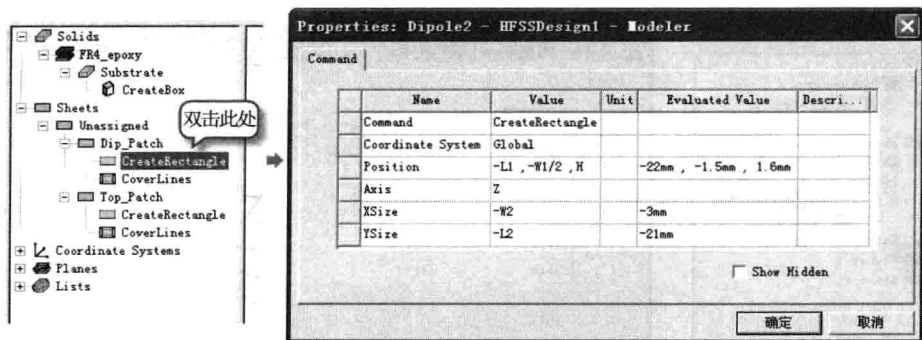 Solids
FR4_epoxy
Substrate
CreateBox
Sheets
Unassigned
Dip_Patch
CreateRectangle
CoverLines
Top_Patch
CreateRectangle
CoverLines
Coordinate Systems
Planes
Lists
双击此处
Properties: Dipole2 - HFSSDesign1 - Modeler
Command
Name Value Unit Evaluated Value Descri...
Command CreateRectangle
Coordinate System Global
Position -L1 ,-W1/2 ,H -22mm , -1.5mm , 1.6mm
Axis Z
XSize -W2 -3mm
YSize -L2 -21mm
Show Hidden
确定 取消